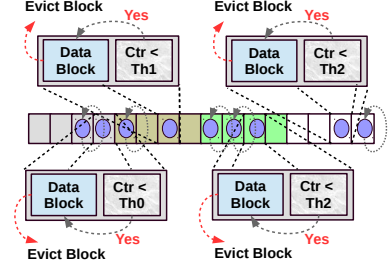 Evict Block
Yes
Data
Block
Ctr <
Th1
Evict Block
Yes
Data
Block
Ctr <
Th2
Data
Block
Ctr <
Th0
Yes
Evict Block
Data
Block
Ctr <
Th2
Yes
Evict Block